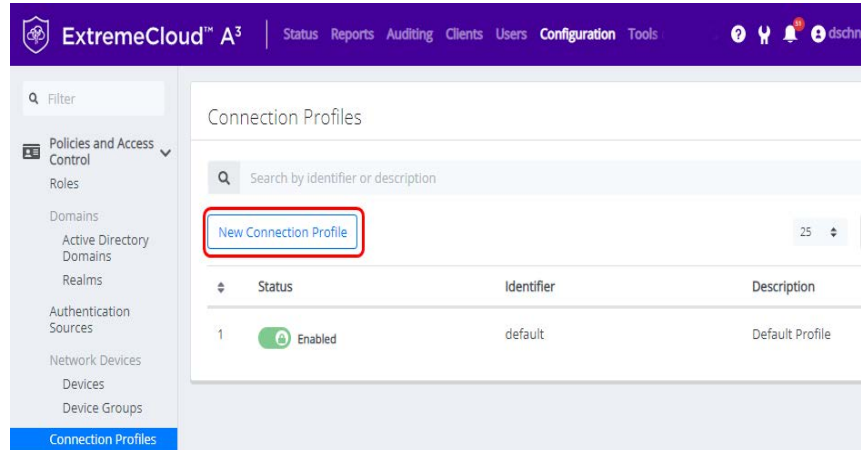 ExtremeCloud™ A³
Status Reports Auditing Clients Users Configuration Tools
51
dschn
Filter
Policies and Access
Control
Roles
Domains
Active Directory
Domains
Realms
Authentication
Sources
Network Devices
Devices
Device Groups
Connection Profiles
Connection Profiles
Search by identifier or description
New Connection Profile
25
Status Identifier Description
1 Enabled default Default Profile